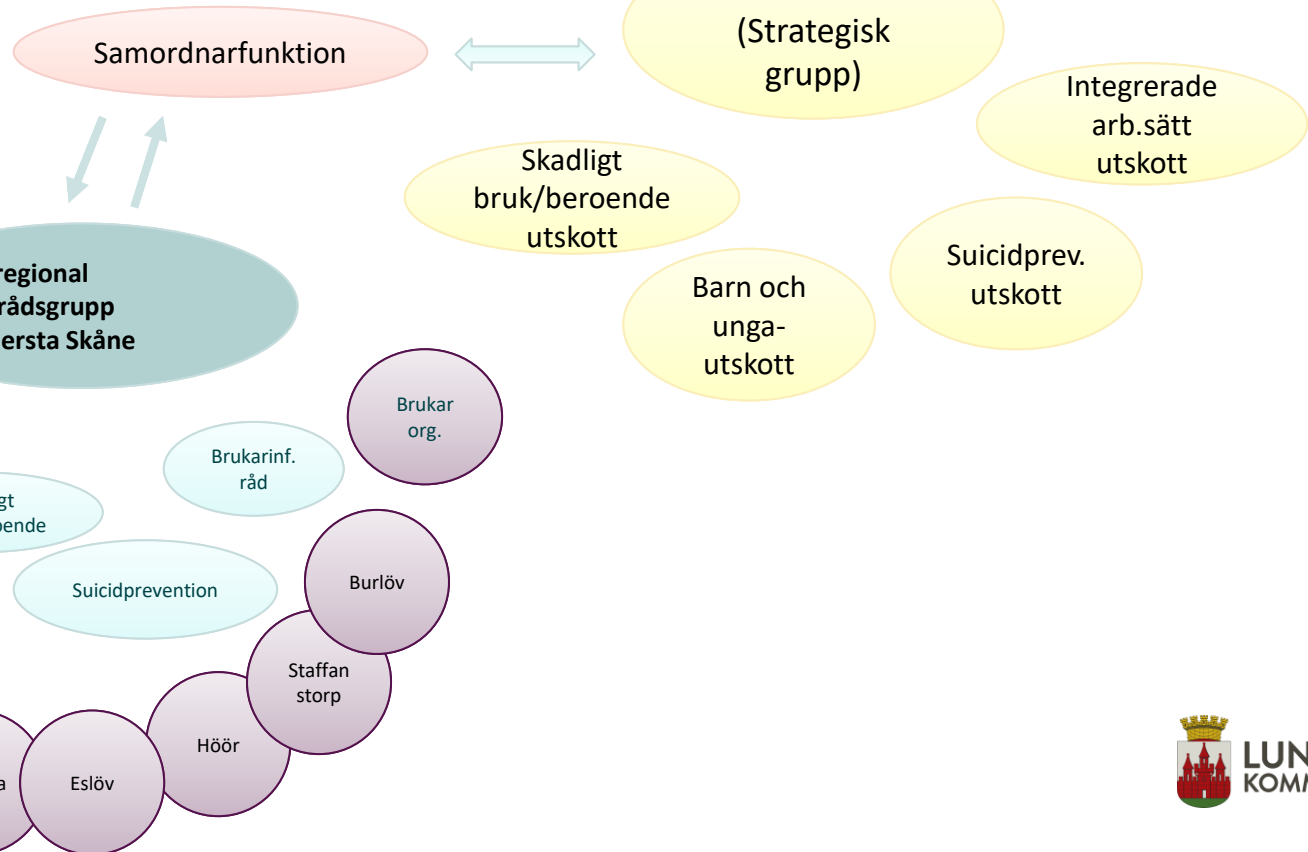 Samordnarfunktion
(Strategisk
grupp)
Integrerade
arb.sätt
utskott
Skadligt
bruk/beroende
utskott
Suicidprev.
utskott
Barn och
unga-
utskott
regional
rådsgrupp
ersta Skåne
Brukar
org.
Brukarinf.
råd
gt
ende
Suicidprevention
Burlöv
Staffan
storp
Höör
Eslöv
a
LUN
KOMM